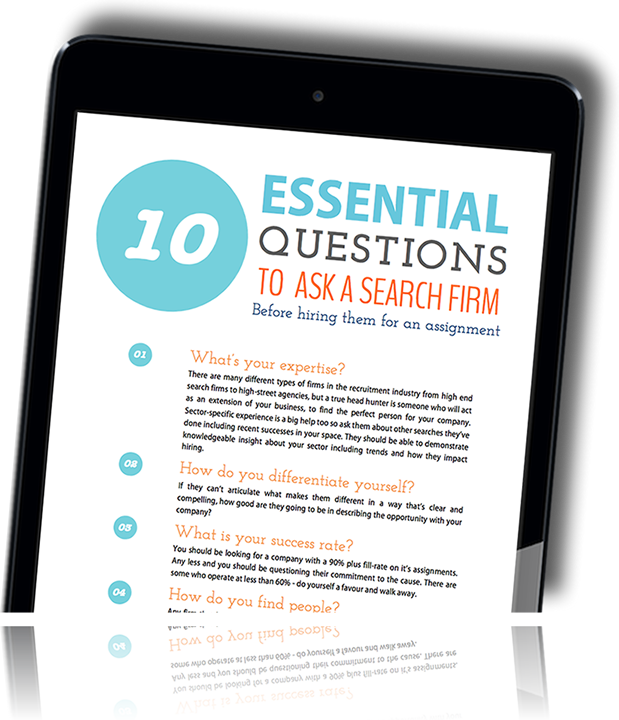 10
ESSENTIAL
QUESTIONS
TO ASK A SEARCH FIRM
Before hiring them for an assignment
01
What's your expertise?
There are many different types of firms in the recruitment industry from high end
search firms to high-street agencies, but a true head hunter is someone who will act
as an extension of your business, to find the perfect person for your company.
Sector-specific experience is a big help too so ask them about other searches they've
done including recent successes in your space. They should be able to demonstrate
knowledgeable insight about your sector including trends and how they impact
hiring.
02
How do you differentiate yourself?
If they can't articulate what makes them different in a way that's clear and
compelling, how good are they going to be in describing the opportunity with your
company?
03
What is your success rate?
You should be looking for a company with a 90% plus fill-rate on it's assignments.
Any less and you should be questioning their commitment to the cause. There are
some who operate at less than 60% - do yourself a favour and walk away.
04
How do you find people?